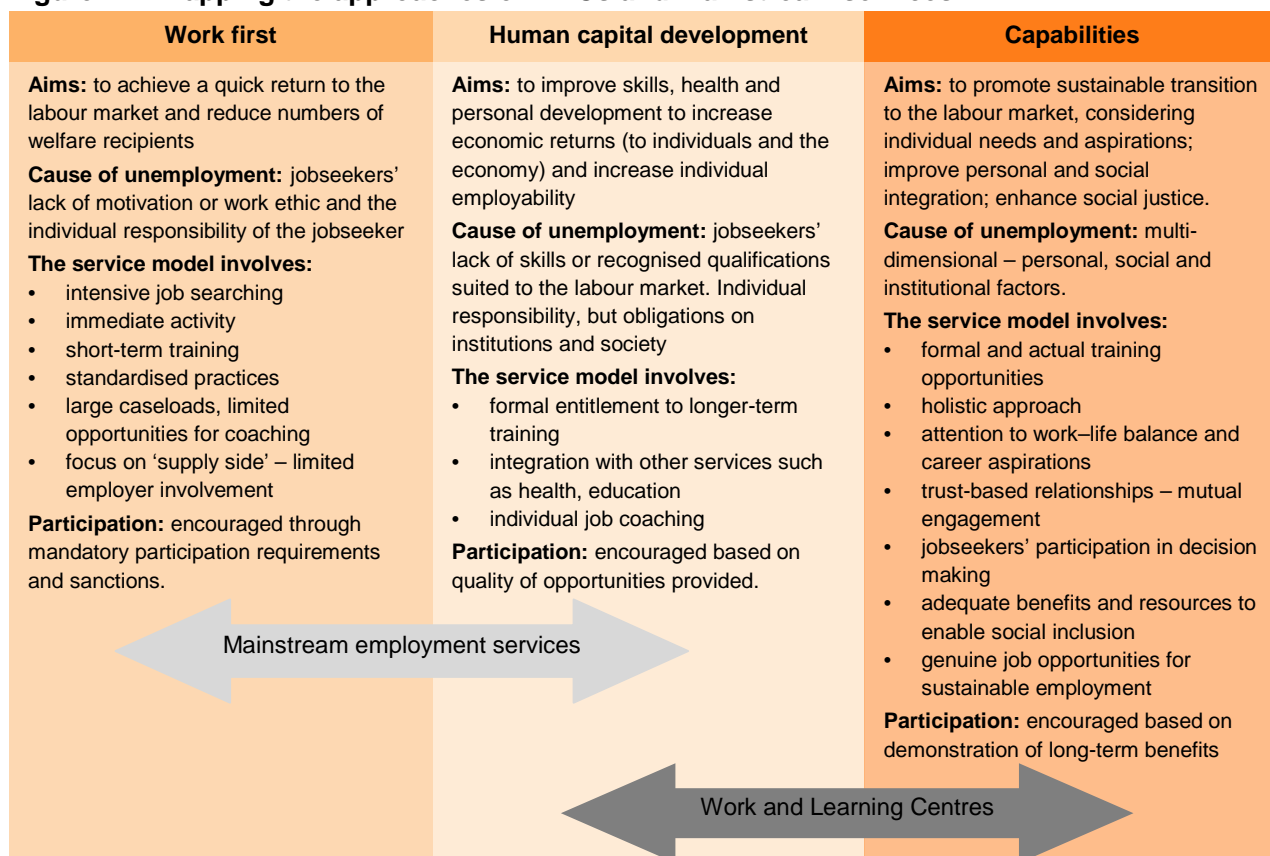 Work first
Aims: to achieve a quick return to the
labour market and reduce numbers of
welfare recipients
Cause of unemployment: jobseekers'
lack of motivation or work ethic and the
individual responsibility of the jobseeker
The service model involves:
• intensive job searching
• immediate activity
• short-term training
• standardised practices
• large caseloads, limited
opportunities for coaching
• focus on 'supply side' – limited
employer involvement
Participation: encouraged through
mandatory participation requirements
and sanctions.
Human capital development
Aims: to improve skills, health and
personal development to increase
economic returns (to individuals and the
economy) and increase individual
employability
Cause of unemployment: jobseekers'
lack of skills or recognised qualifications
suited to the labour market. Individual
responsibility, but obligations on
institutions and society
The service model involves:
• formal entitlement to longer-term
training
• integration with other services such
as health, education
• individual job coaching
Participation: encouraged based on
quality of opportunities provided.
Capabilities
Aims: to promote sustainable transition
to the labour market, considering
individual needs and aspirations;
improve personal and social
integration; enhance social justice.
Cause of unemployment: multi-
dimensional – personal, social and
institutional factors.
The service model involves:
• formal and actual training
opportunities
• holistic approach
• attention to work–life balance and
career aspirations
• trust-based relationships – mutual
engagement
• jobseekers' participation in decision
making
• adequate benefits and resources to
enable social inclusion
• genuine job opportunities for
sustainable employment
Participation: encouraged based on
demonstration of long-term benefits
Mainstream employment services
Work and Learning Centres